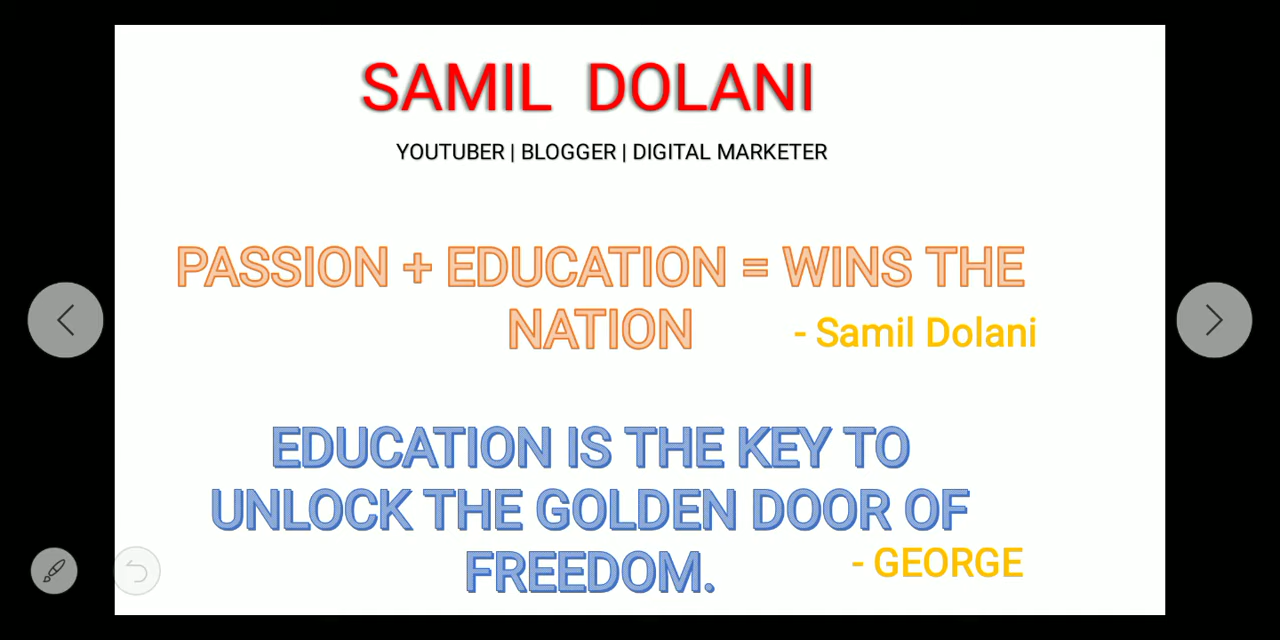 SAMIL DOLANI
YOUTUBER | BLOGGER | DIGITAL MARKETER
PASSION + EDUCATION = WINS THE
NATION
- Samil Dolani
EDUCATION IS THE KEY TO
UNLOCK THE GOLDEN DOOR OF
FREEDOM.
- GEORGE